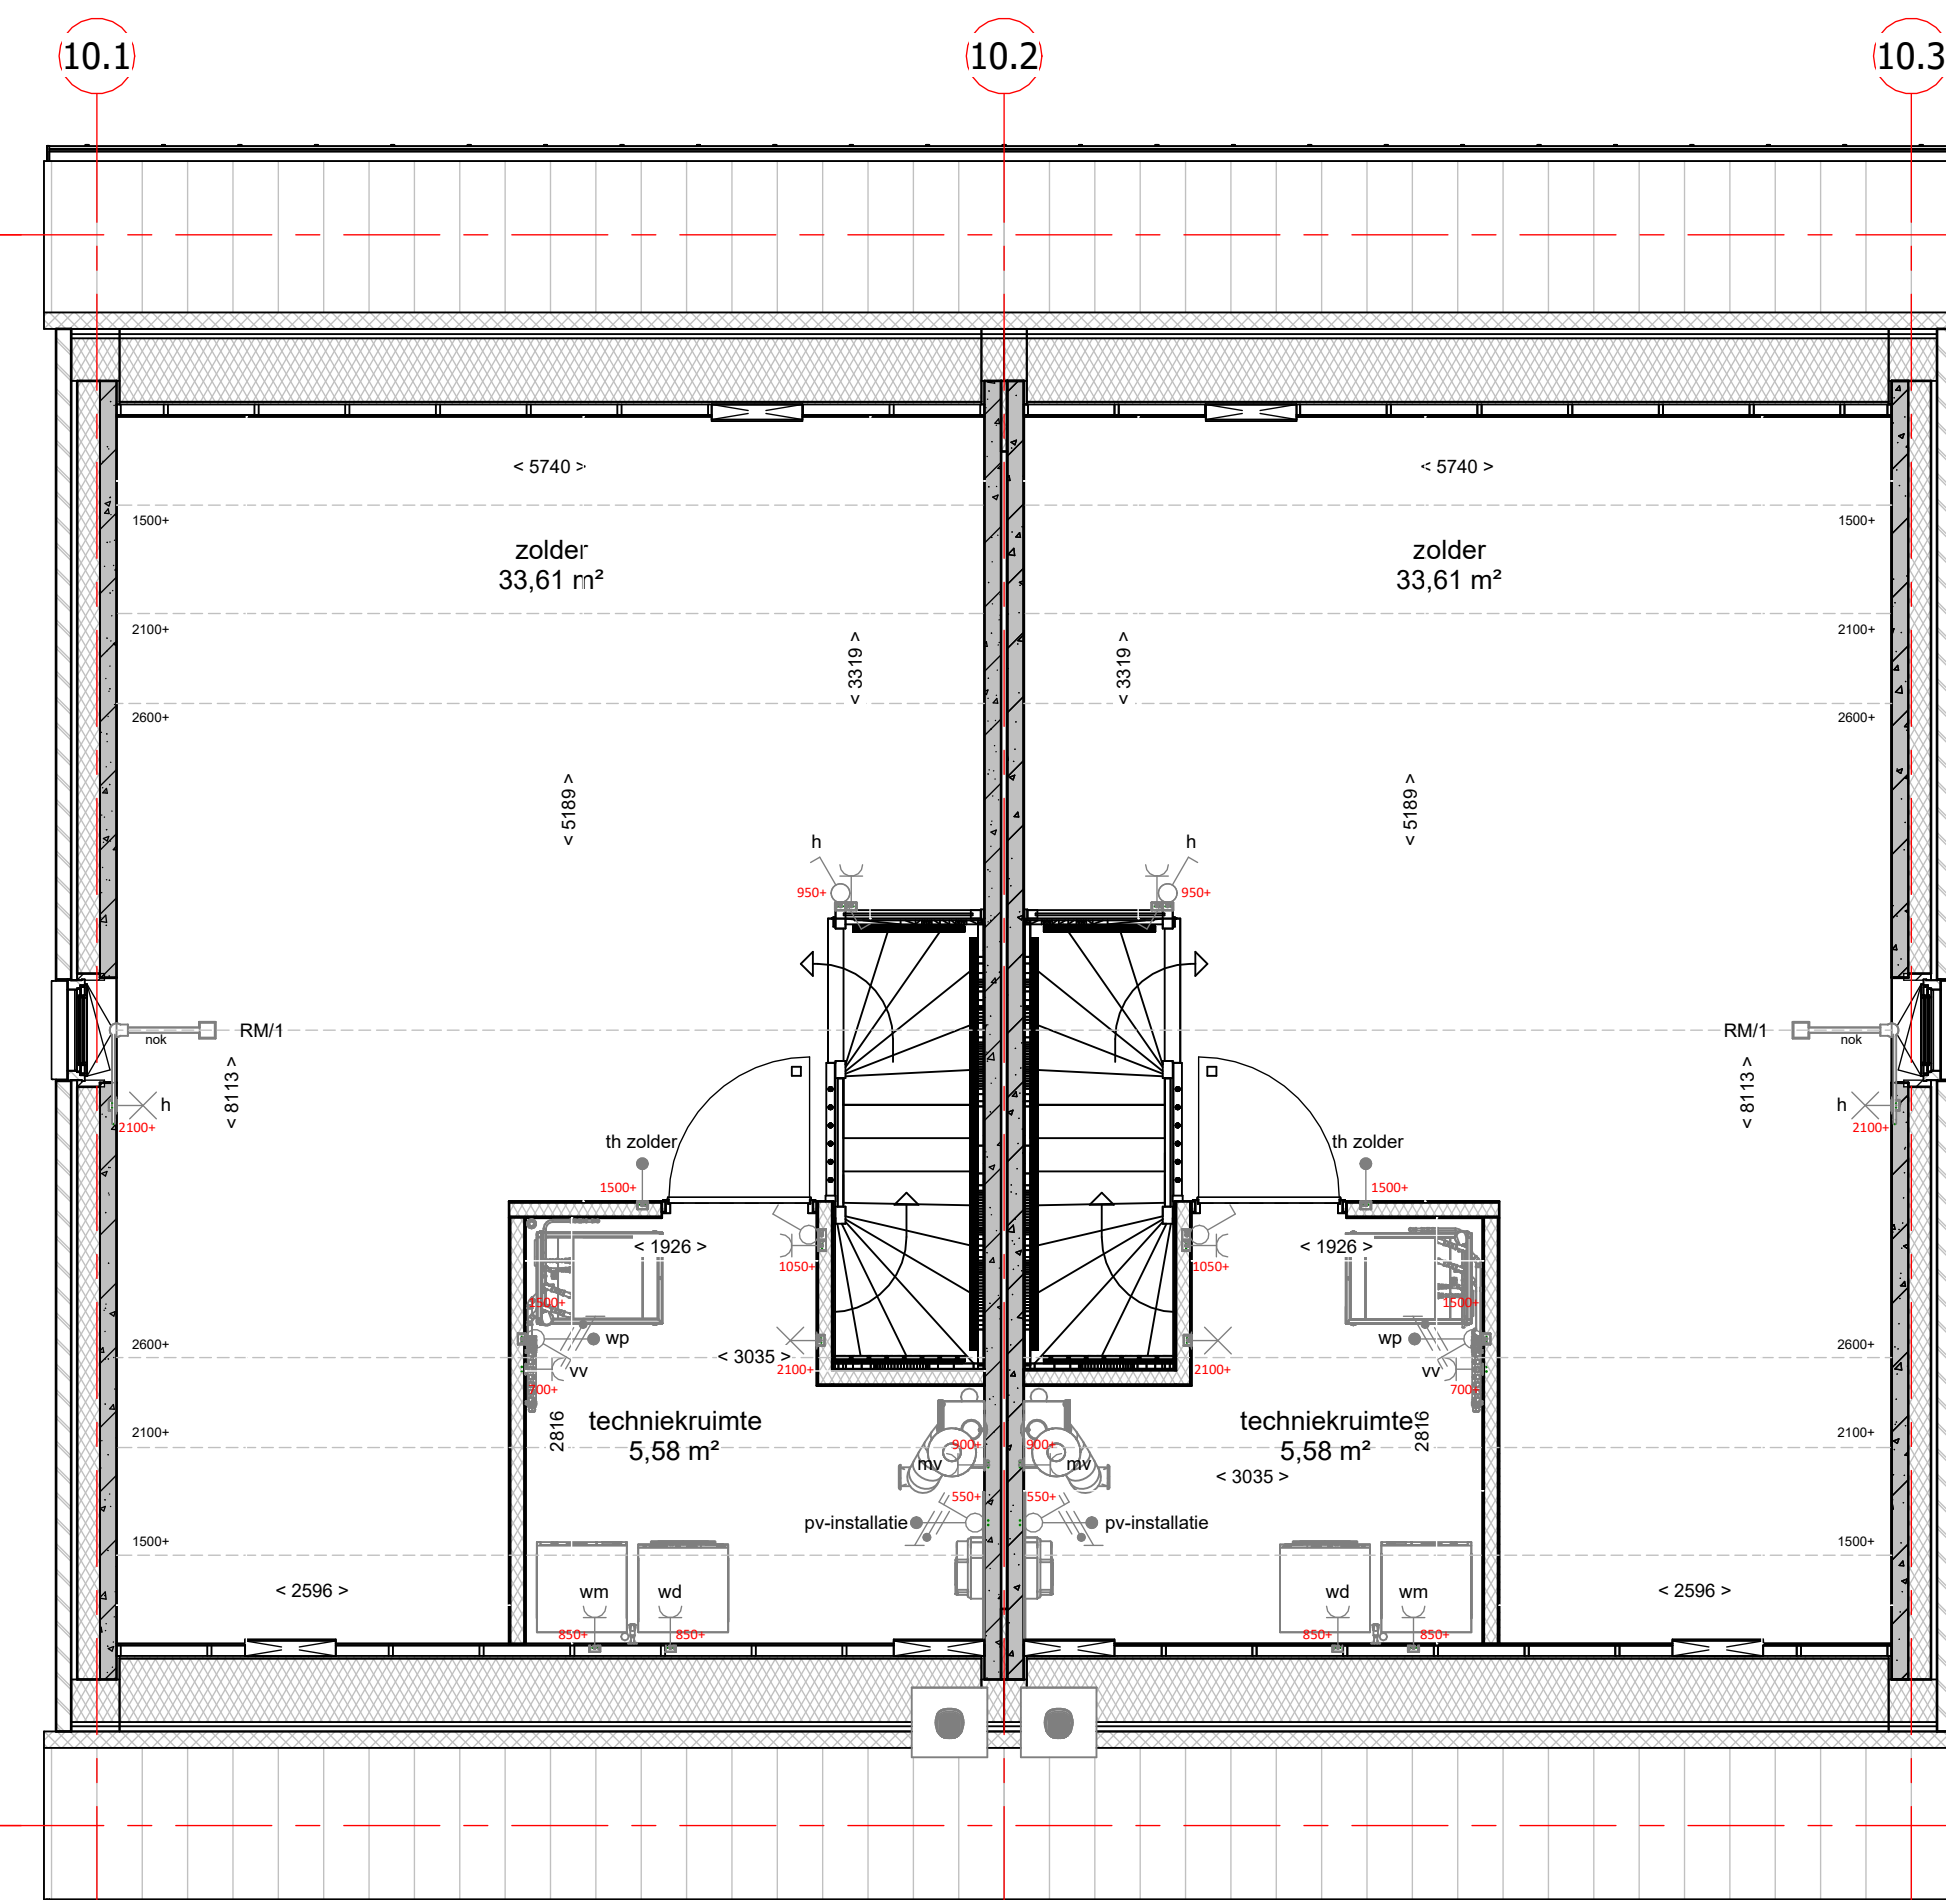 10.1 10.2 10.3
< 5740 > < 5740 >
1500+ 1500+
zolder zolder
33,61 m² 33,61 m²
2100+ 2100+
< 3319 > < 3319 >
2600+ 2600+
< 5189 > < 5189 >
h h
950+ 950+
RM/1 RM/1
nok nok
< 8113 > < 8113 >
h h
2100+ 2100+
th zolder th zolder
1500+ 1500+
< 1926 > < 1926 >
1050+ 1050+
1500+ 1500+
wp wp
2600+ 2600+
< 3035 >
vv vv
2100+ 2100+
700+ 700+
techniekruimte techniekruimte
5,58 m² 5,58 m²
2816 2816
2100+ 2100+
900+ 900+
mv mv
< 3035 >
550+ 550+
pv-installatie pv-installatie
1500+ 1500+
< 2596 > wm wd wd wm < 2596 >
850+ 850+ 850+ 850+